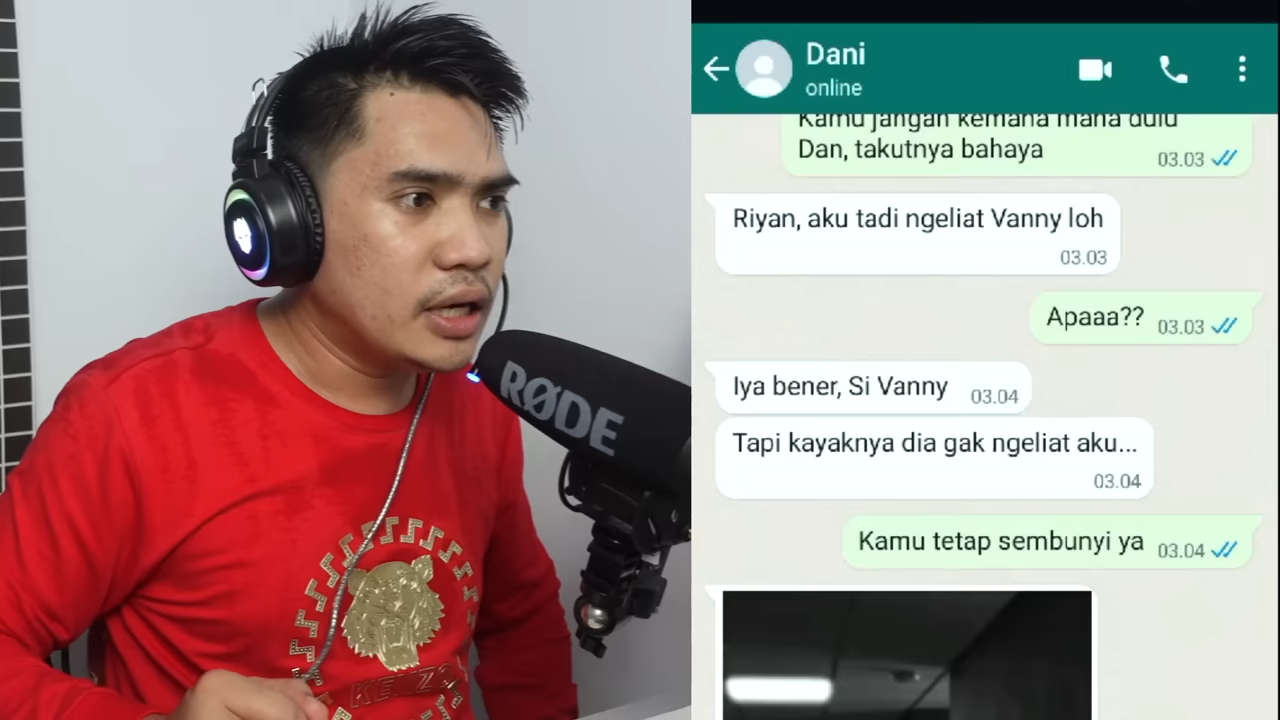 Dani
online
Kamu jangan kemana mana dulu
Dan, takutnya bahaya
03.03
Riyan, aku tadi ngeliat Vanny loh
03.03
Apaaa??
03.03
Iya bener, Si Vanny
03.04
Tapi kayaknya dia gak ngeliat aku...
03.04
Kamu tetap sembunyi ya
03.04
RØDE
KENZO